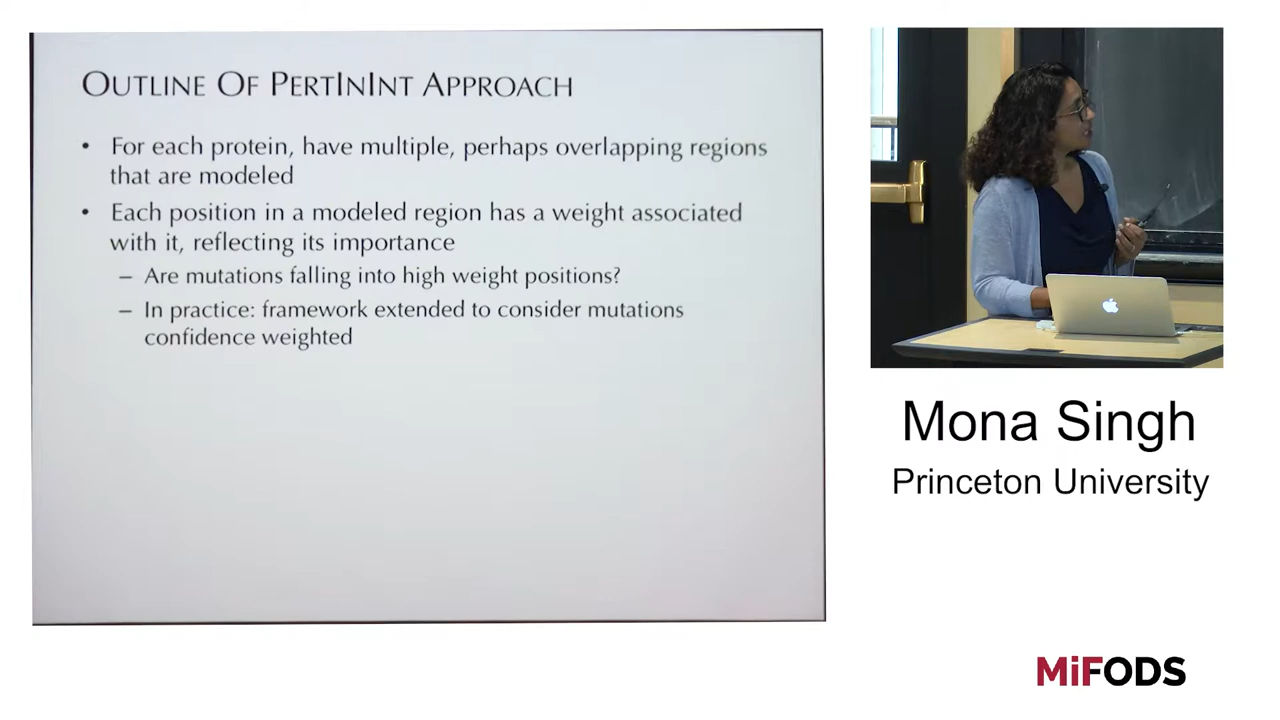 OUTLINE OF PERTININT APPROACH
• For each protein, have multiple, perhaps overlapping regions
that are modeled
• Each position in a modeled region has a weight associated
with it, reflecting its importance
– Are mutations falling into high weight positions?
– In practice: framework extended to consider mutations
confidence weighted
Mona Singh
Princeton University
MiFODS